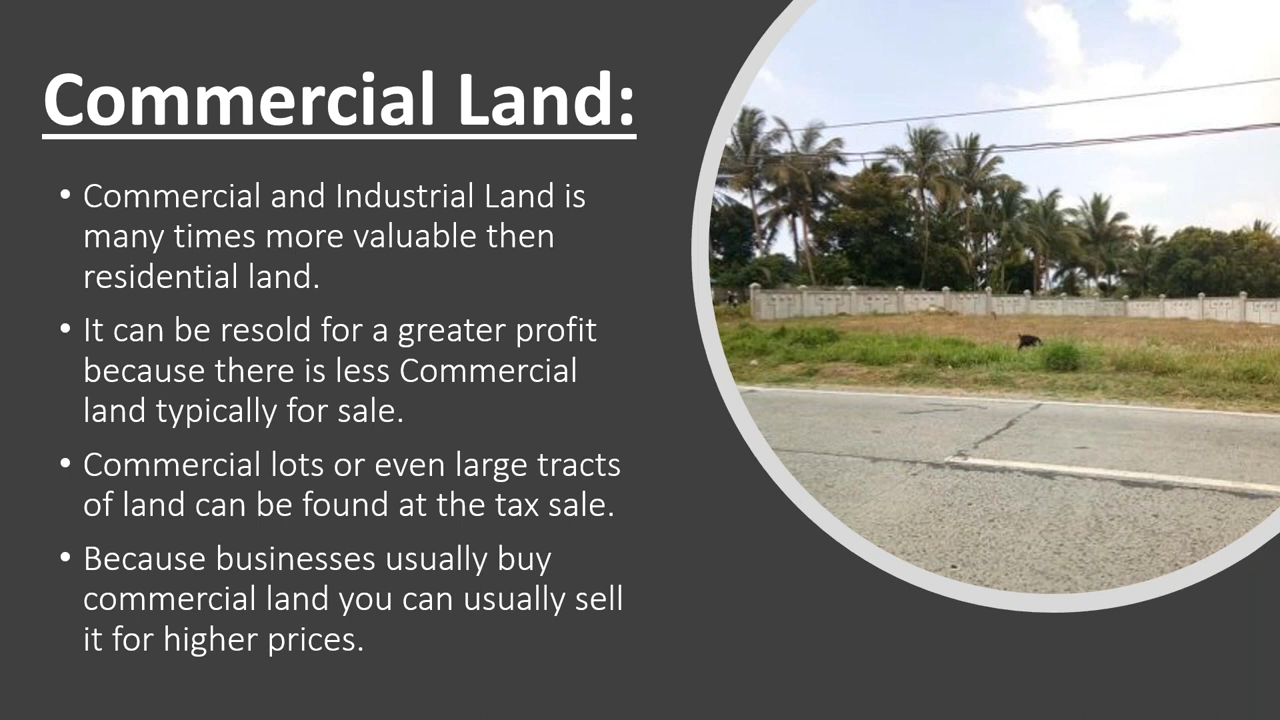 Commercial Land:
• Commercial and Industrial Land is
many times more valuable then
residential land.
• It can be resold for a greater profit
because there is less Commercial
land typically for sale.
• Commercial lots or even large tracts
of land can be found at the tax sale.
• Because businesses usually buy
commercial land you can usually sell
it for higher prices.